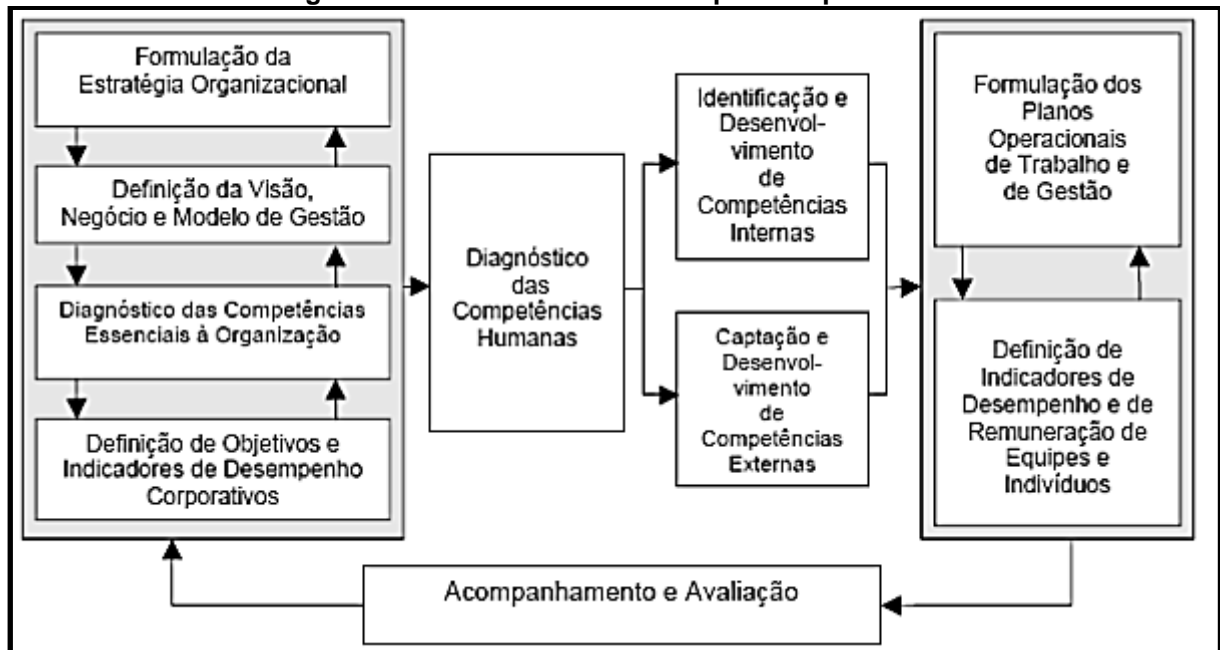 Formulação da
Estratégia Organizacional
Definição da Visão,
Negócio e Modelo de Gestão
Diagnóstico das Competências
Essenciais à Organização
Definição de Objetivos e
Indicadores de Desempenho
Corporativos
Diagnóstico
das
Competências
Humanas
Identificação e
Desenvol-
vimento
de
Competências
Internas
Captação e
Desenvol-
vimento
de
Competências
Externas
Formulação dos
Planos
Operacionais
de Trabalho e
de Gestão
Definição de
Indicadores de
Desempenho e de
Remuneração de
Equipes e
Indivíduos
Acompanhamento e Avaliação